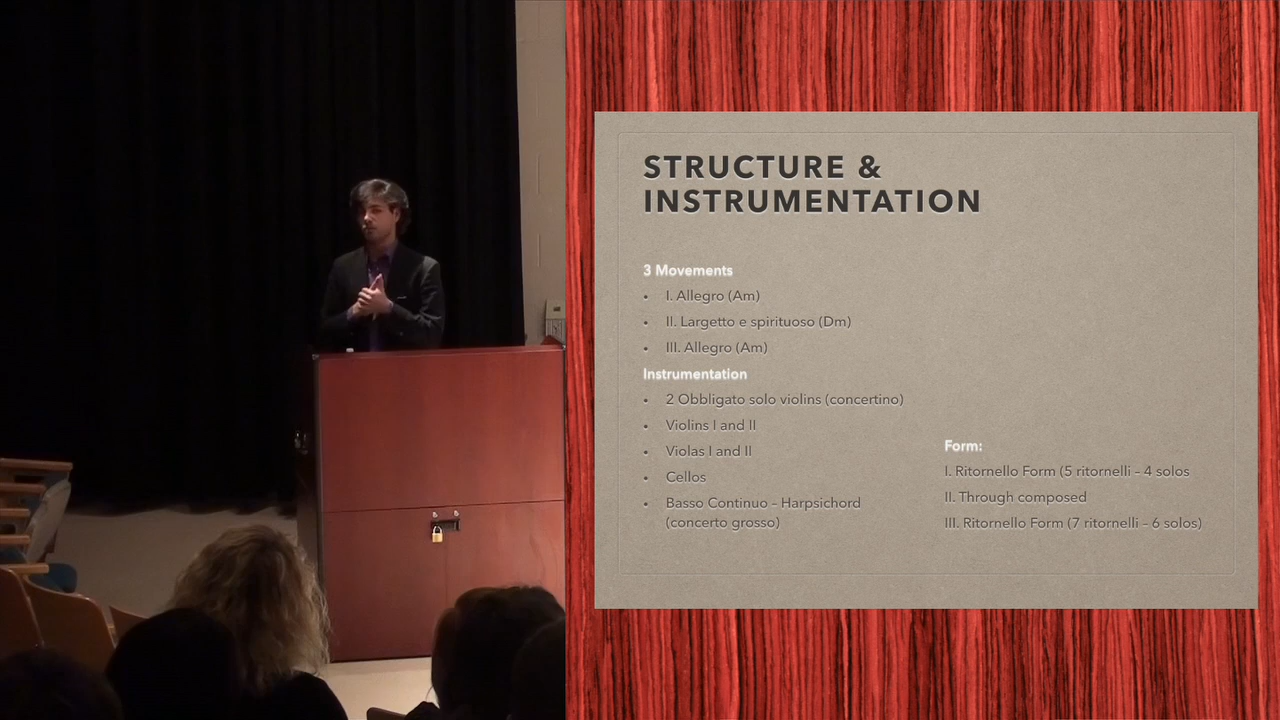 STRUCTURE &
INSTRUMENTATION
3 Movements
• I. Allegro (Am)
• II. Largetto e spirituoso (Dm)
• III. Allegro (Am)
Instrumentation
• 2 Obbligato solo violins (concertino)
• Violins I and II
• Violas I and II
• Cellos
• Basso Continuo – Harpsichord
(concerto grosso)
Form:
I. Ritornello Form (5 ritornelli – 4 solos
II. Through composed
III. Ritornello Form (7 ritornelli – 6 solos)